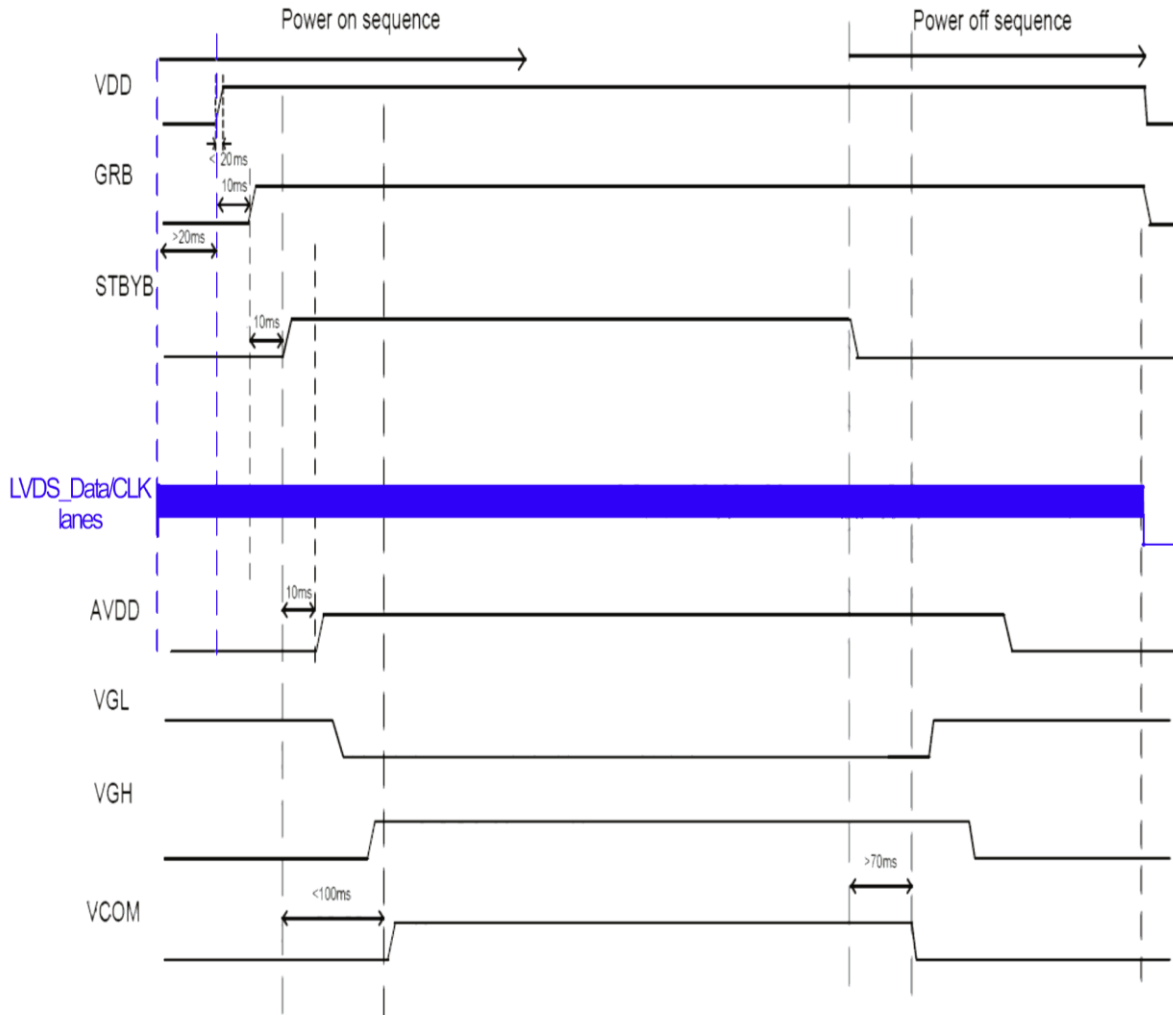 Power on sequence
Power off sequence
VDD
< 20ms
GRB
10ms
>20ms
STBYB
10ms
LVDS_Data/CLK
lanes
10ms
AVDD
VGL
VGH
>70ms
<100ms
VCOM